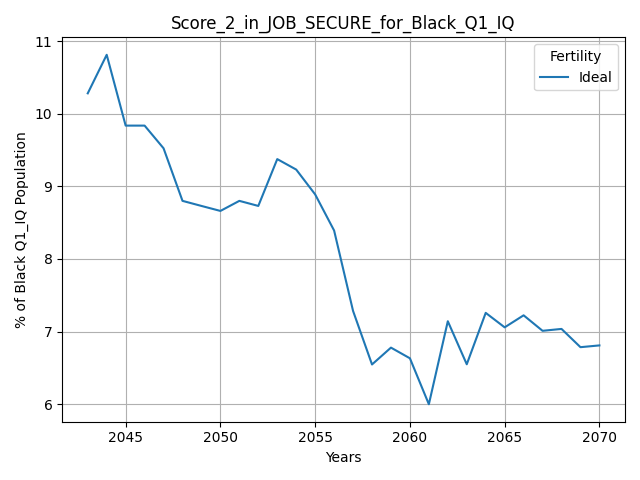 Score_2_in_JOB_SECURE_for_Black_Q1_IQ
% of Black Q1_IQ Population
11
10
9
8
7
6
Fertility
Ideal
2045 2050 2055 2060 2065 2070
Years